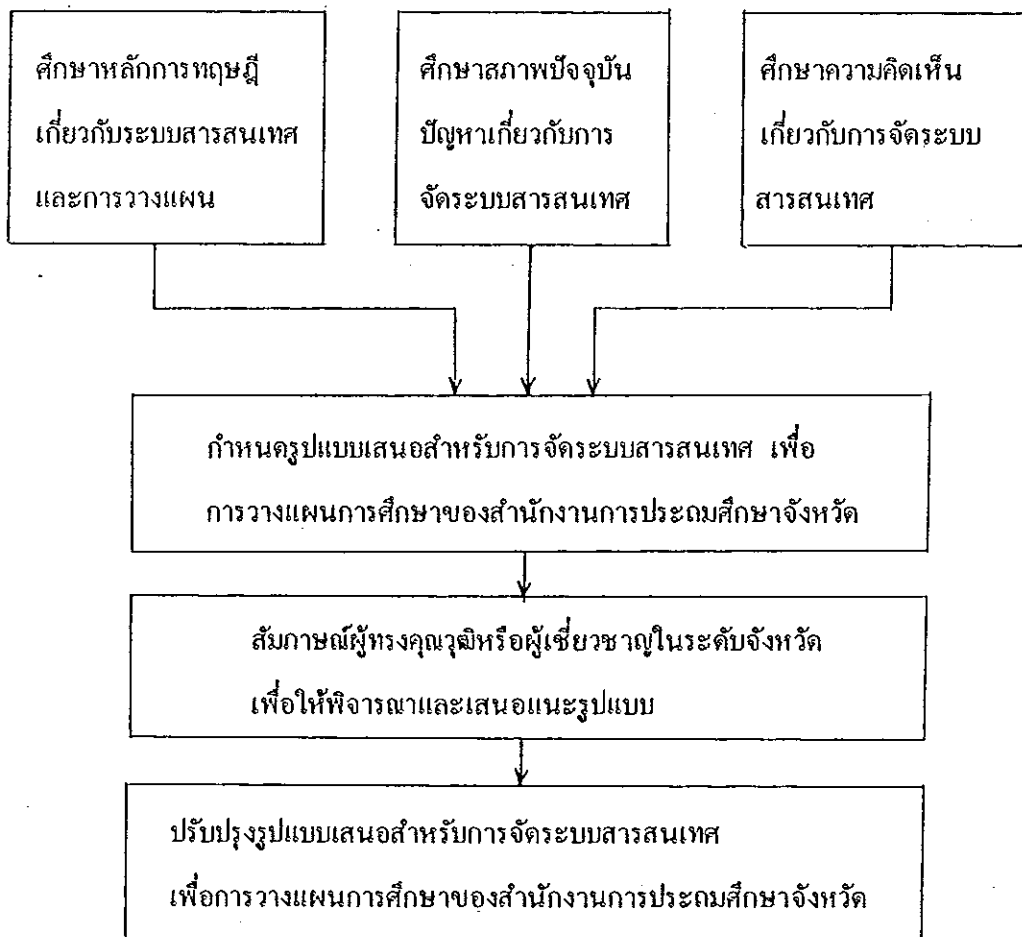 ศึกษาหลักการทฤษฎี
เกี่ยวกับระบบสารสนเทศ
และการวางแผน
ศึกษาสภาพปัจจุบัน
ปัญหาเกี่ยวกับการ
จัดระบบสารสนเทศ
ศึกษาความคิดเห็น
เกี่ยวกับการจัดระบบ
สารสนเทศ
กำหนดรูปแบบเสนอสำหรับการจัดระบบสารสนเทศ เพื่อ
การวางแผนการศึกษาของสำนักงานการประถมศึกษาจังหวัด
สัมภาษณ์ผู้ทรงคุณวุฒิหรือผู้เชี่ยวชาญในระดับจังหวัด
เพื่อให้พิจารณาและเสนอแนะรูปแบบ
ปรับปรุงรูปแบบเสนอสำหรับการจัดระบบสารสนเทศ
เพื่อการวางแผนการศึกษาของสำนักงานการประถมศึกษาจังหวัด